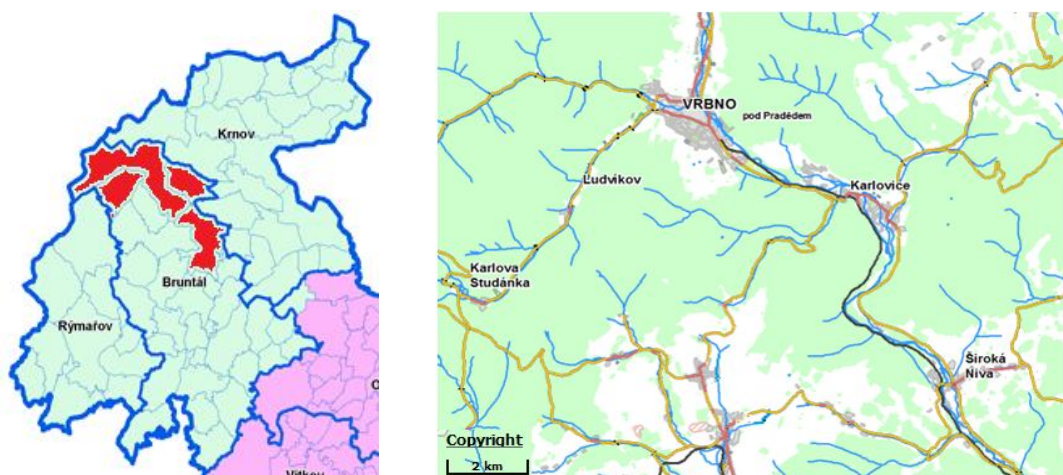 Krnov
Bruntál
Rýmařov
VRBNO
pod Pradědem
Ludvíkov
Karlovice
Karlova
Studánka
Široká
Niva
Copyright
2 km